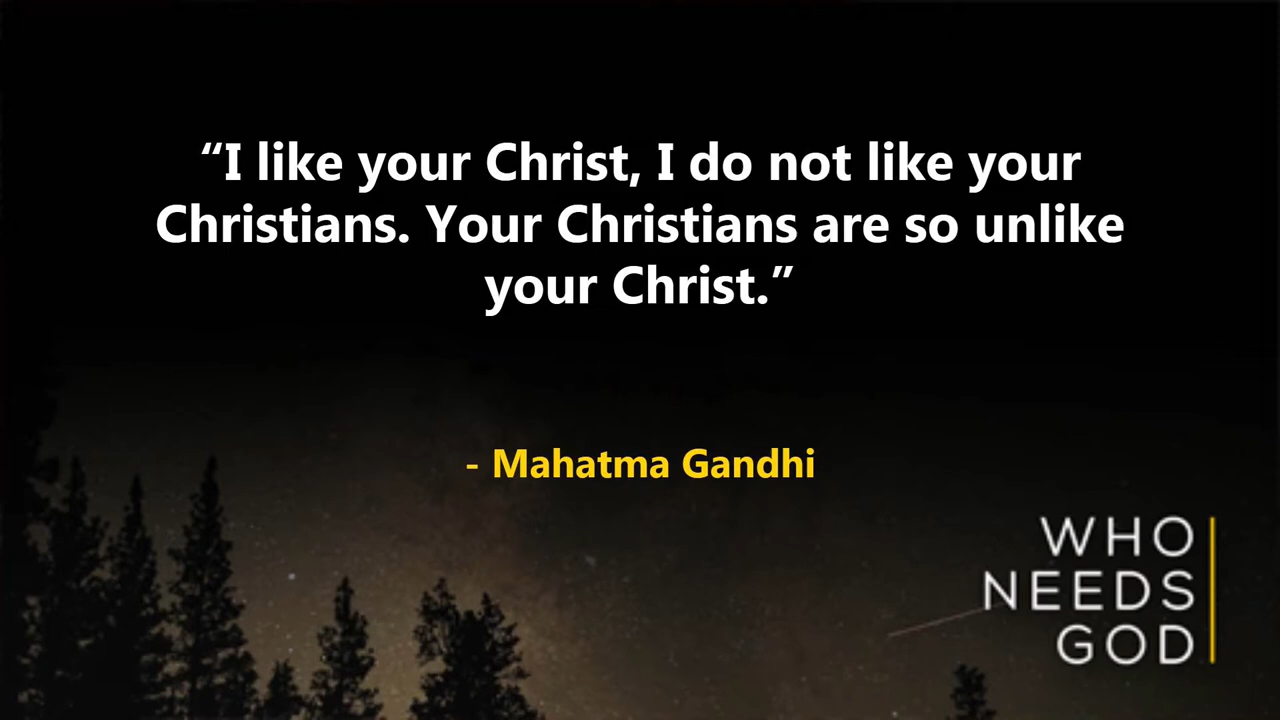 “I like your Christ, I do not like your
Christians. Your Christians are so unlike
your Christ.”
- Mahatma Gandhi
WHO
NEEDS
GOD